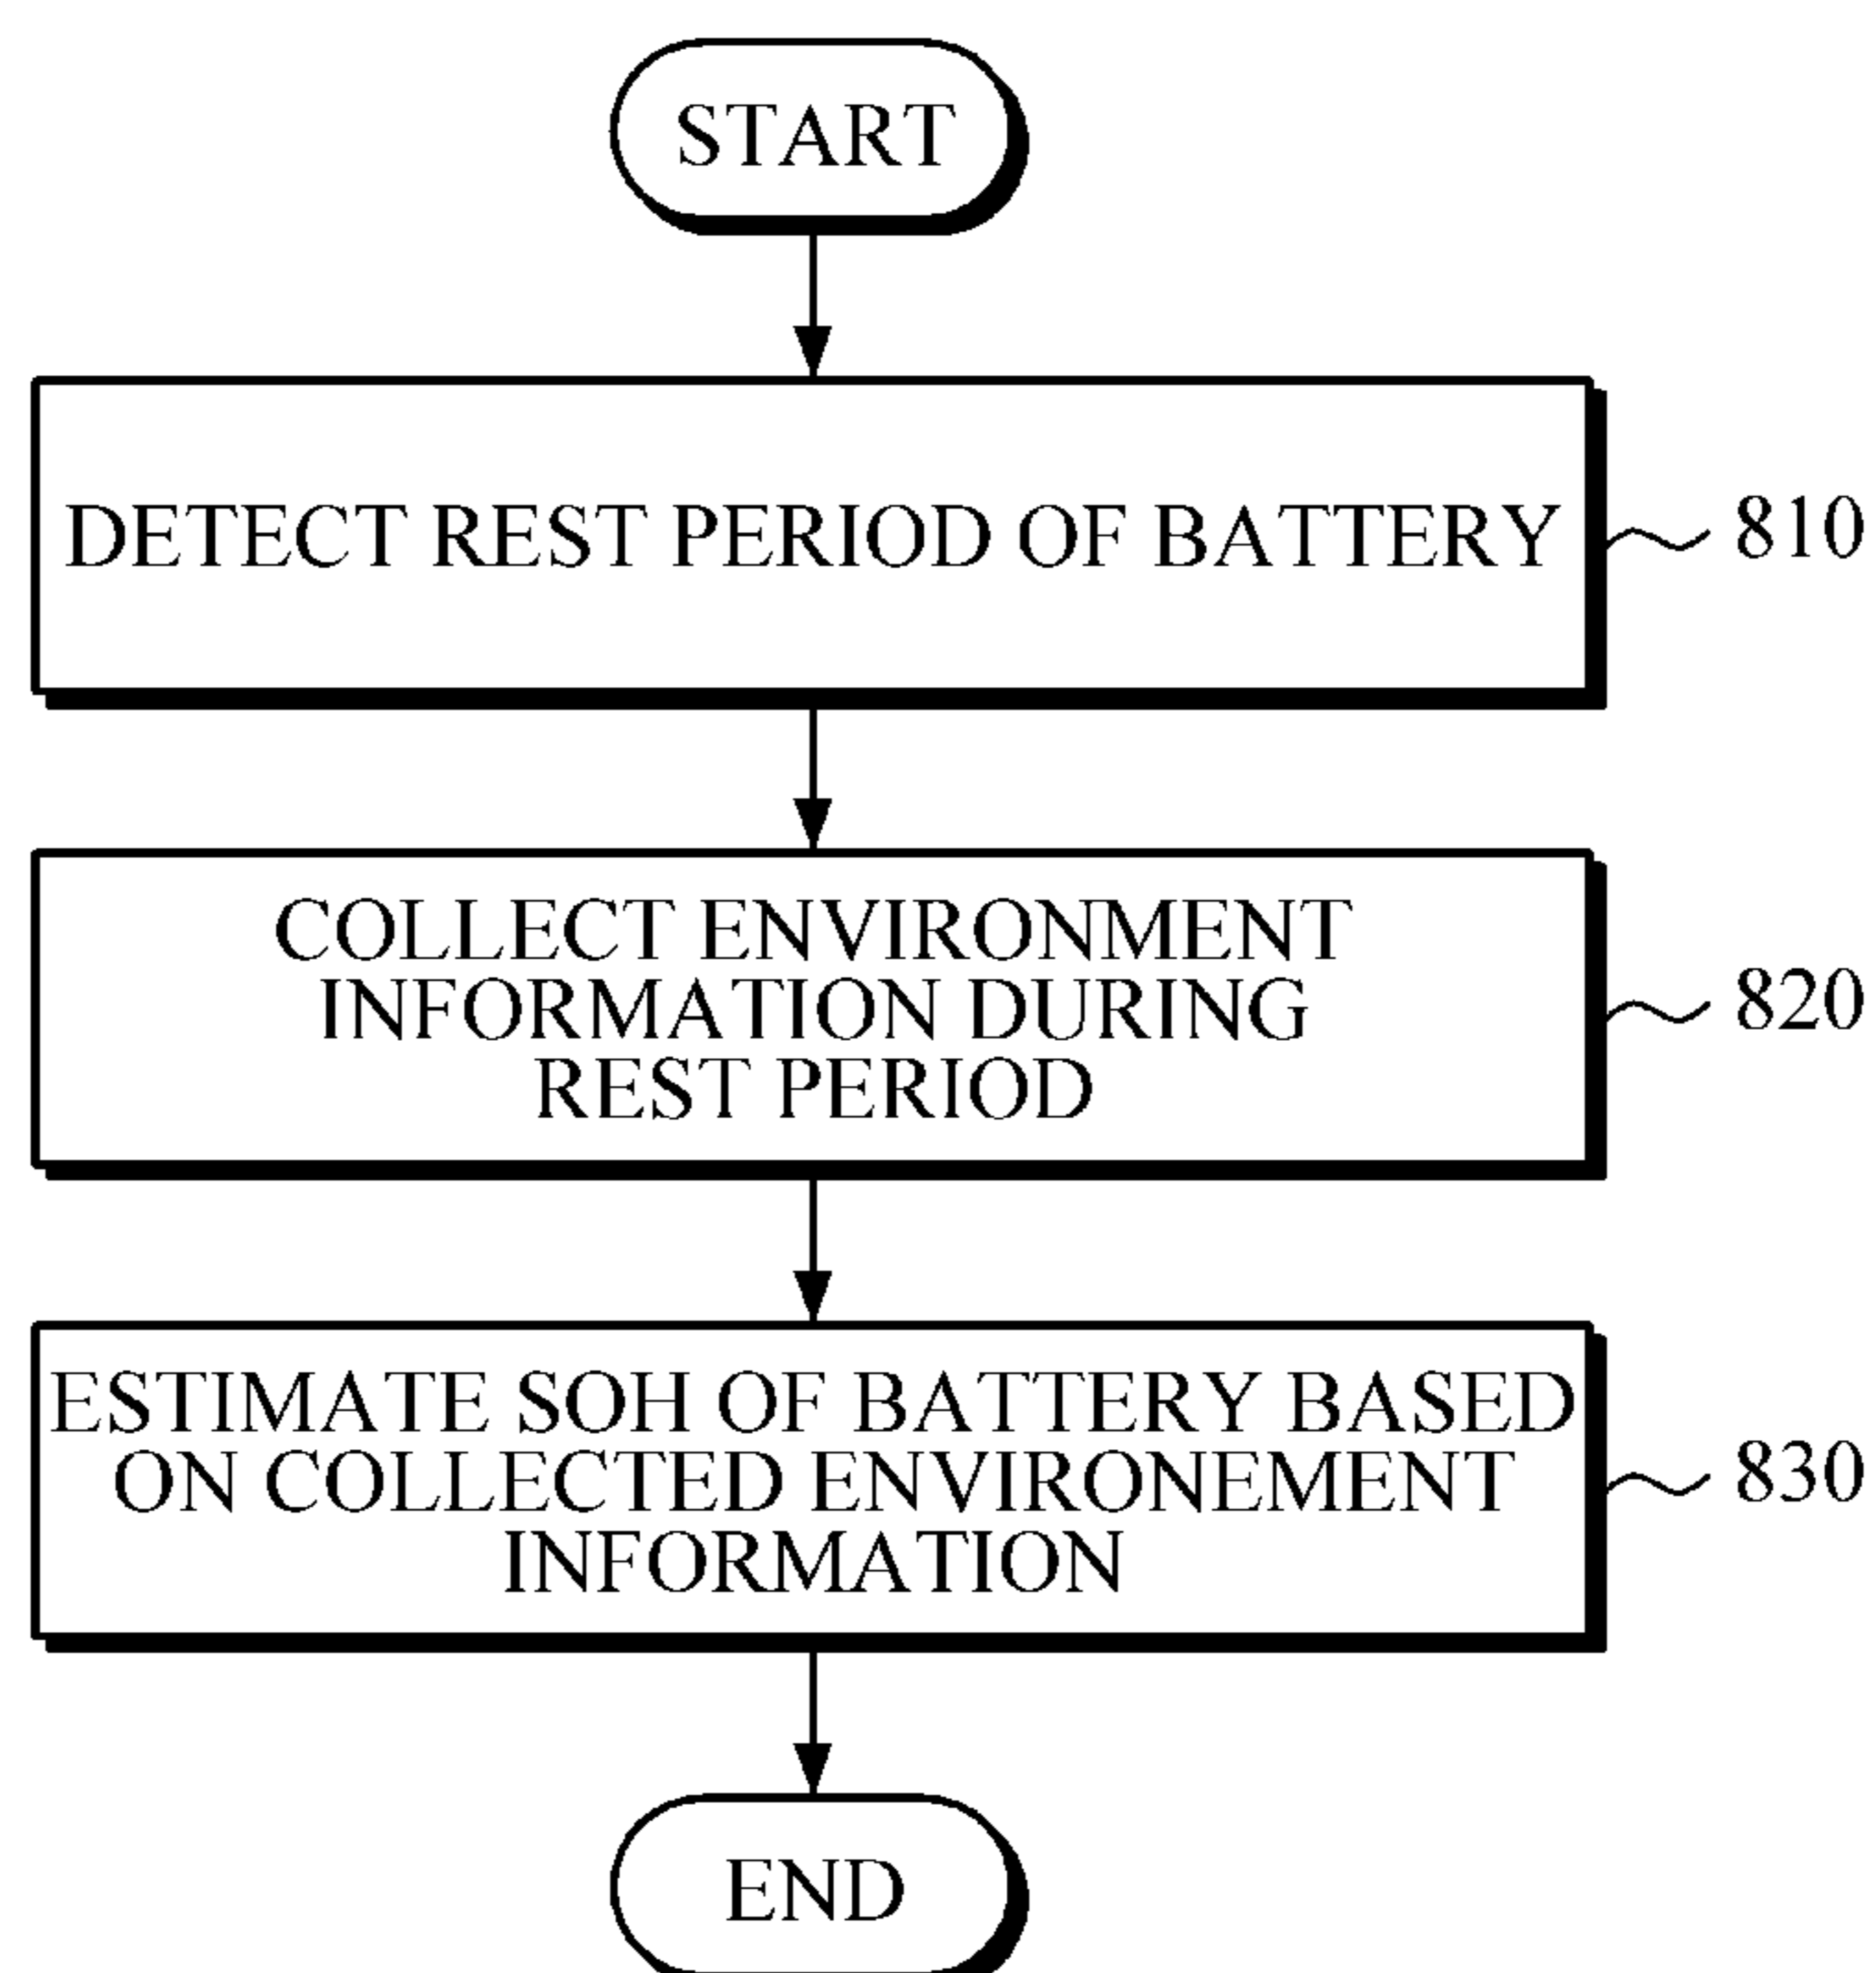 START
DETECT REST PERIOD OF BATTERY
810
COLLECT ENVIRONMENT
INFORMATION DURING
REST PERIOD
820
ESTIMATE SOH OF BATTERY BASED
ON COLLECTED ENVIRONEMENT
INFORMATION
830
END